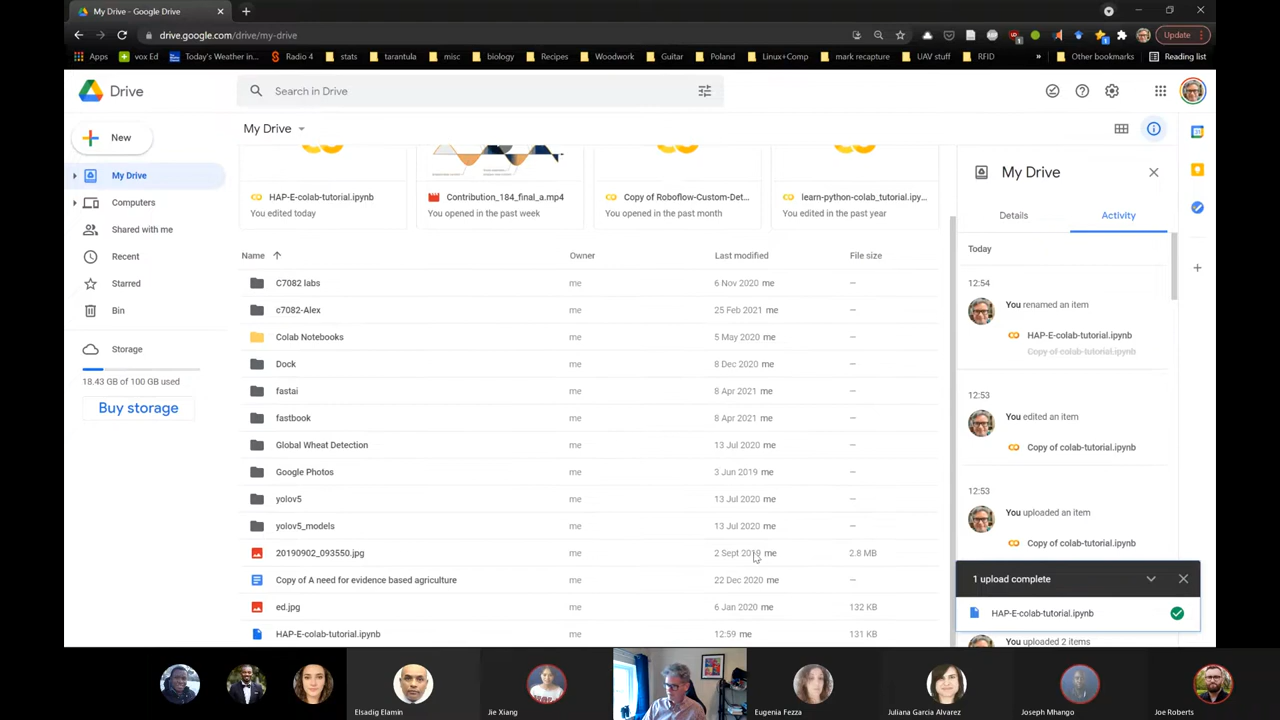 My Drive - Google Drive
drive.google.com/drive/my-drive
Update
Apps
vox Ed
Today's Weather in...
Radio 4
stats
tarantula
misc
biology
Recipes
Woodwork
Guitar
Poland
Linux+Comp
mark recapture
UAV stuff
RFID
»
Other bookmarks
Reading list
Drive
Search in Drive
New
My Drive
My Drive
Computers
Shared with me
Recent
Starred
Bin
Storage
18.43 GB of 100 GB used
Buy storage
HAP-E-colab-tutorial.ipynb
You edited today
Contribution_184_final_a.mp4
You opened in the past week
Copy of Roboflow-Custom-Det...
You opened in the past month
learn-python-colab_tutorial.ipy...
You edited in the past year
Name Owner Last modified File size
C7082 labs me 6 Nov 2020 me –
c7082-Alex me 25 Feb 2021 me –
Colab Notebooks me 5 May 2020 me –
Dock me 8 Dec 2020 me –
fastai me 8 Apr 2021 me –
fastbook me 8 Apr 2021 me –
Global Wheat Detection me 13 Jul 2020 me –
Google Photos me 3 Jun 2019 me –
yolov5 me 13 Jul 2020 me –
yolov5_models me 13 Jul 2020 me –
20190902_093550.jpg me 2 Sept 2019 me 2.8 MB
Copy of A need for evidence based agriculture me 22 Dec 2020 me –
ed.jpg me 6 Jan 2020 me 132 KB
HAP-E-colab-tutorial.ipynb me 12:59 me 131 KB
My Drive
Details Activity
Today
12:54
You renamed an item
HAP-E-colab-tutorial.ipynb
Copy of colab-tutorial.ipynb
12:53
You edited an item
Copy of colab-tutorial.ipynb
12:53
You uploaded an item
Copy of colab-tutorial.ipynb
1 upload complete
HAP-E-colab-tutorial.ipynb
You uploaded 2 items
Elsadig Elamin
Jie Xiang
Eugenia Fezza
Juliana Garcia Alvarez
Joseph Mhango
Joe Roberts